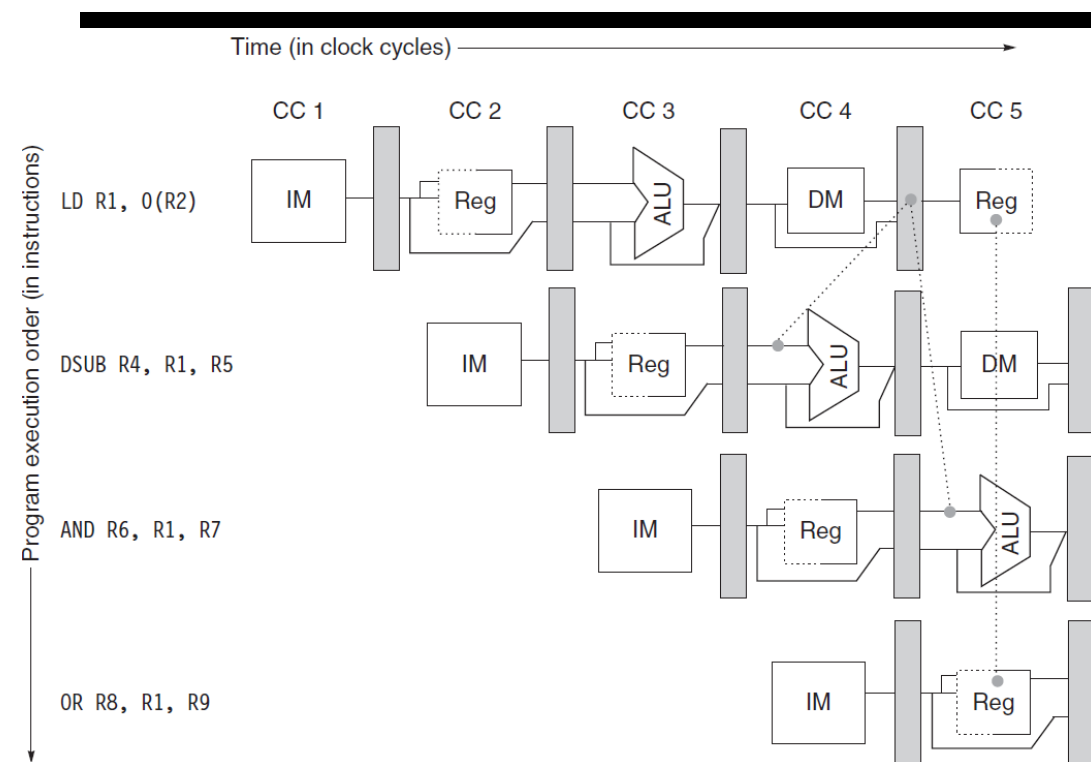 Time (in clock cycles)
CC 1 CC 2 CC 3 CC 4 CC 5
Program execution order (in instructions)
LD R1, 0(R2) IM Reg ALU DM Reg
DSUB R4, R1, R5 IM Reg ALU DM
AND R6, R1, R7 IM Reg ALU
OR R8, R1, R9 IM Reg